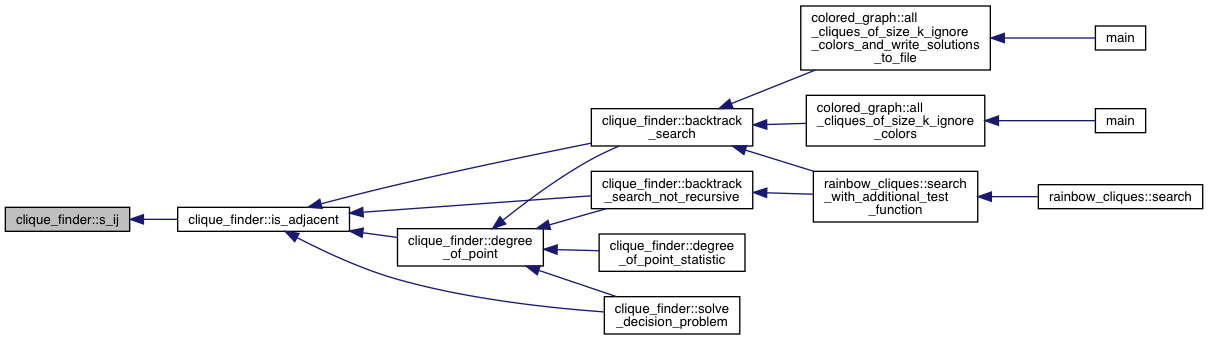 clique_finder::s_ij
clique_finder::is_adjacent
clique_finder::backtrack
_search
clique_finder::backtrack
_search_not_recursive
clique_finder::degree
_of_point
clique_finder::degree
_of_point_statistic
clique_finder::solve
_decision_problem
colored_graph::all
_cliques_of_size_k_ignore
_colors_and_write_solutions
_to_file
main
colored_graph::all
_cliques_of_size_k_ignore
_colors
main
rainbow_cliques::search
_with_additional_test
_function
rainbow_cliques::search